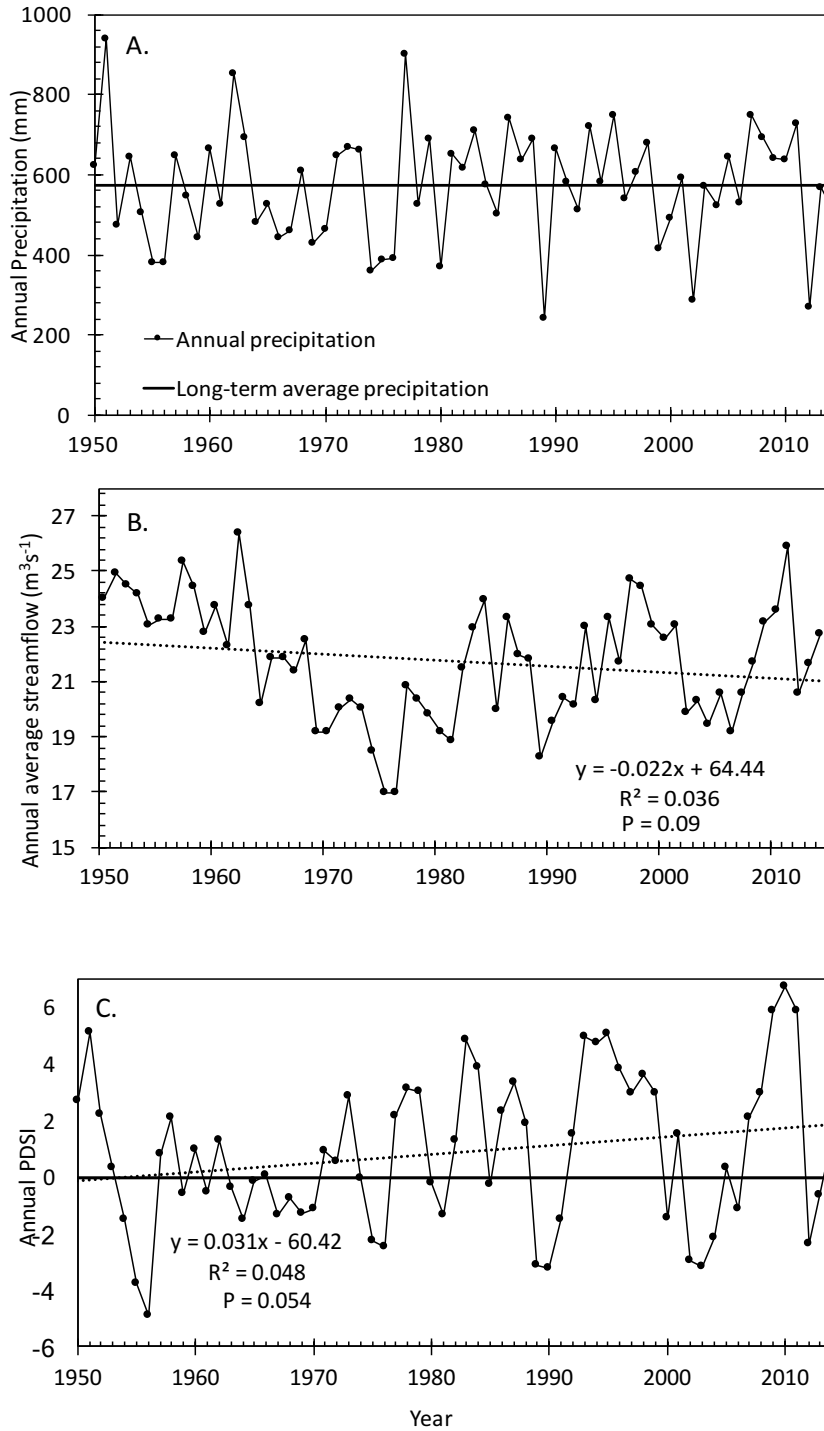 A.
Annual Precipitation (mm)
1000
800
600
400
200
0
Annual precipitation
Long-term average precipitation
1950 1960 1970 1980 1990 2000 2010
B.
Annual average streamflow (m³s⁻¹)
27
25
23
21
19
17
15
y = -0.022x + 64.44
R² = 0.036
P = 0.09
1950 1960 1970 1980 1990 2000 2010
C.
Annual PDSI
6
4
2
0
-2
-4
-6
y = 0.031x - 60.42
R² = 0.048
P = 0.054
1950 1960 1970 1980 1990 2000 2010
Year